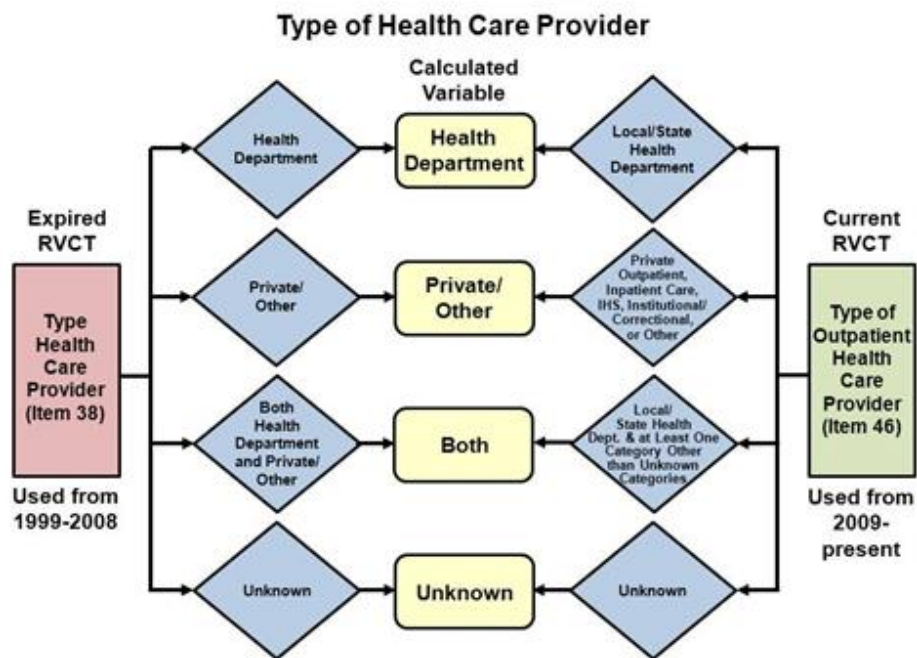 Type of Health Care Provider
Calculated
Variable
Health
Department
Health
Department
Local/State
Health
Department
Expired
RVCT
Current
RVCT
Type
Health
Care
Provider
(Item 38)
Private/
Other
Private/
Other
Private
Outpatient,
Inpatient Care,
IHS, Institutional/
Correctional,
or Other
Type of
Outpatient
Health
Care
Provider
(Item 46)
Both
Health
Department
and Private/
Other
Both
Local/
State Health
Dept. & at Least One
Category Other
than Unknown
Categories
Used from
1999-2008
Used from
2009-
present
Unknown
Unknown
Unknown